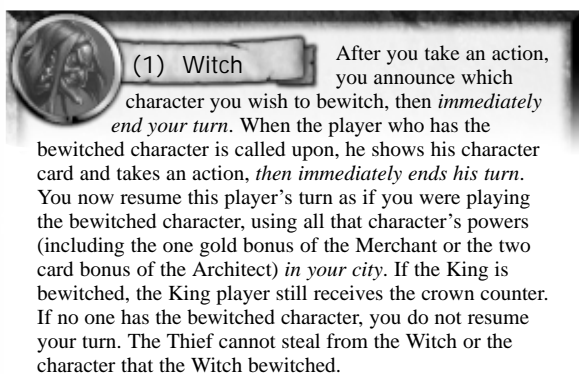 (1) Witch
After you take an action,
you announce which
character you wish to bewitch, then immediately
end your turn. When the player who has the
bewitched character is called upon, he shows his character
card and takes an action, then immediately ends his turn.
You now resume this player's turn as if you were playing
the bewitched character, using all that character's powers
(including the one gold bonus of the Merchant or the two
card bonus of the Architect) in your city. If the King is
bewitched, the King player still receives the crown counter.
If no one has the bewitched character, you do not resume
your turn. The Thief cannot steal from the Witch or the
character that the Witch bewitched.